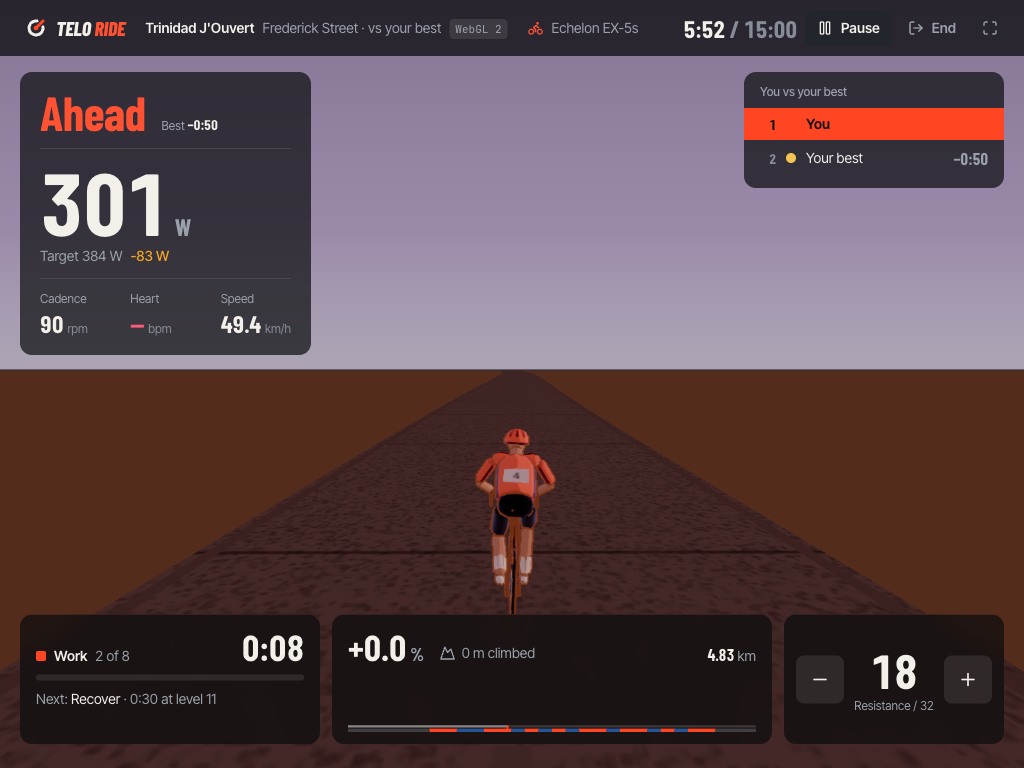 TELO RIDE Trinidad J'Ouvert Frederick Street · vs your best WebGL 2 Echelon EX-5s 5:52 / 15:00 Pause End
Ahead Best −0:50
301 W
Target 384 W -83 W
Cadence Heart Speed
90 rpm – bpm 49.4 km/h
You vs your best
1 You
2 Your best −0:50
4
Work 2 of 8 0:08
Next: Recover · 0:30 at level 11
+0.0 % 0 m climbed 4.83 km
− 18 +
Resistance / 32